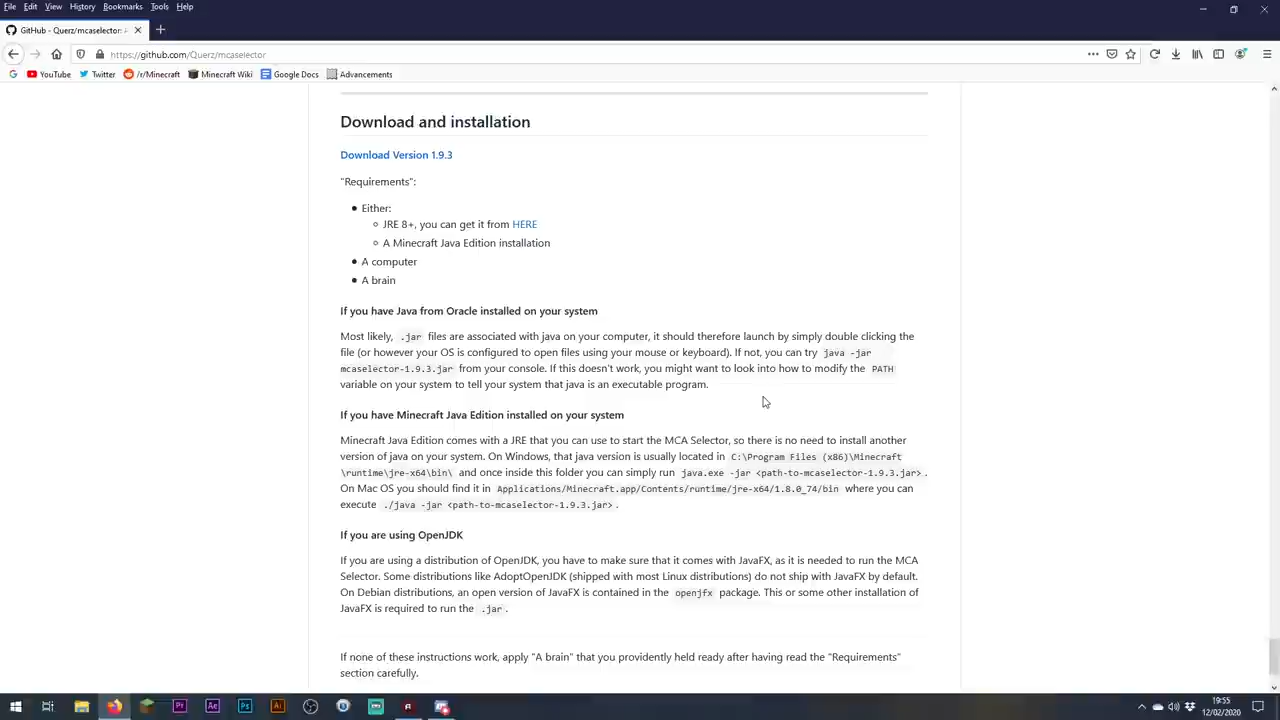 File Edit View History Bookmarks Tools Help
GitHub - Querz/mcaselector: A
https://github.com/Querz/mcaselector
YouTube Twitter /r/Minecraft Minecraft Wiki Google Docs Advancements
Download and installation
Download Version 1.9.3
"Requirements":
Either:
JRE 8+, you can get it from HERE
A Minecraft Java Edition installation
A computer
A brain
If you have Java from Oracle installed on your system
Most likely, .jar files are associated with java on your computer, it should therefore launch by simply double clicking the
file (or however your OS is configured to open files using your mouse or keyboard). If not, you can try java -jar
mcaselector-1.9.3.jar from your console. If this doesn't work, you might want to look into how to modify the PATH
variable on your system to tell your system that java is an executable program.
If you have Minecraft Java Edition installed on your system
Minecraft Java Edition comes with a JRE that you can use to start the MCA Selector, so there is no need to install another
version of java on your system. On Windows, that java version is usually located in C:\Program Files (x86)\Minecraft
\runtime\jre-x64\bin\ and once inside this folder you can simply run java.exe -jar <path-to-mcaselector-1.9.3.jar>.
On Mac OS you should find it in Applications/Minecraft.app/Contents/runtime/jre-x64/1.8.0_74/bin where you can
execute ./java -jar <path-to-mcaselector-1.9.3.jar>.
If you are using OpenJDK
If you are using a distribution of OpenJDK, you have to make sure that it comes with JavaFX, as it is needed to run the MCA
Selector. Some distributions like AdoptOpenJDK (shipped with most Linux distributions) do not ship with JavaFX by default.
On Debian distributions, an open version of JavaFX is contained in the openjfx package. This or some other installation of
JavaFX is required to run the .jar.
If none of these instructions work, apply "A brain" that you providently held ready after having read the "Requirements"
section carefully.
Pr Ae Ps Ai
19:55
12/02/2020